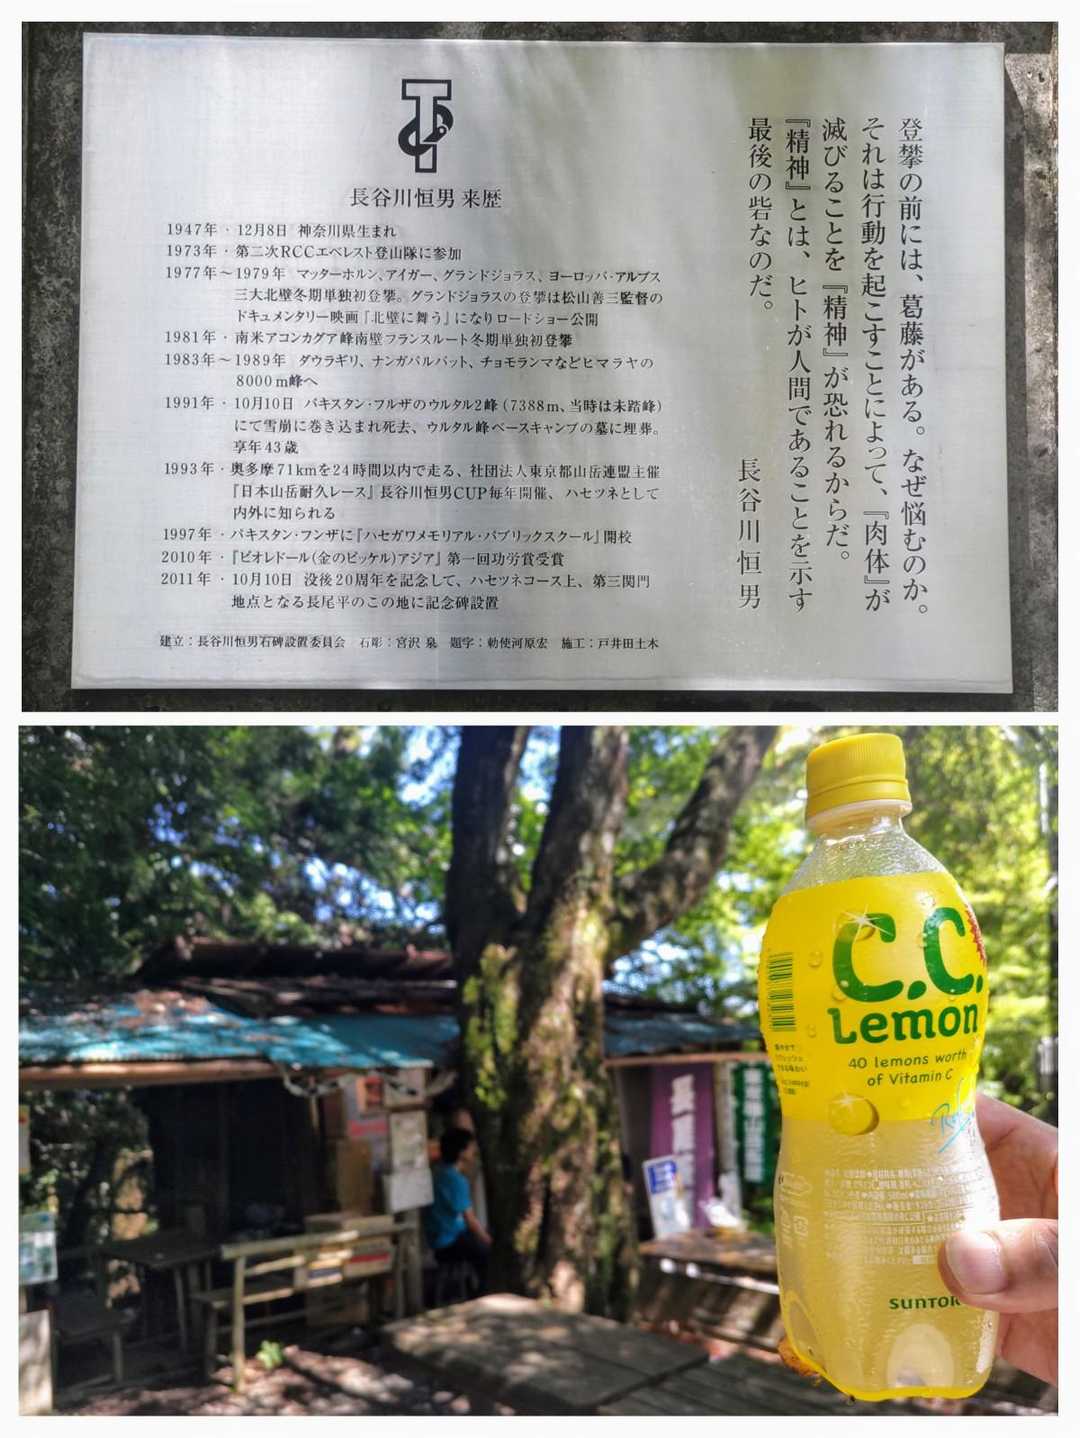 登攀の前には、葛藤がある。なぜ悩むのか。
それは行動を起こすことによって、『肉体』が
滅びることを『精神』が恐れるからだ。
『精神』とは、ヒトが人間であることを示す
最後の砦なのだ。
長谷川恒男
長谷川恒男 来歴
1947年・12月8日 神奈川県生まれ
1973年・第二次RCCエベレスト登山隊に参加
1977年～1979年 マッターホルン、アイガー、グランドジョラス、ヨーロッパ・アルプス
三大北壁冬期単独初登攀。グランドジョラスの登攀は松山善三監督の
ドキュメンタリー映画『北壁に舞う』になりロードショー公開
1981年・南米アコンカグア峰南壁フランスルート冬期単独初登攀
1983年～1989年 ダウラギリ、ナンガパルバット、チョモランマなどヒマラヤの
8000m峰へ
1991年・10月10日 パキスタン・フルザのウルタル2峰(7388m、当時は未踏峰)
にて雪崩に巻き込まれ死去、ウルタル峰ベースキャンプの墓に埋葬。
享年43歳
1993年・奥多摩71kmを24時間以内で走る、社団法人東京都山岳連盟主催
『日本山岳耐久レース』長谷川恒男CUP毎年開催、ハセツネとして
内外に知られる
1997年・パキスタン・フンザに『ハセガワメモリアル・パブリックスクール』開校
2010年・『ピオレドール(金のピッケル)アジア』第一回功労賞受賞
2011年・10月10日 没後20周年を記念して、ハセツネコース上、第三関門
地点となる長尾平のこの地に記念碑設置
建立：長谷川恒男石碑設置委員会 石彫：宮沢 泉 題字：勅使河原宏 施工：戸井田土木
C.C.
Lemon
40 lemons worth
of Vitamin C
SUNTOR